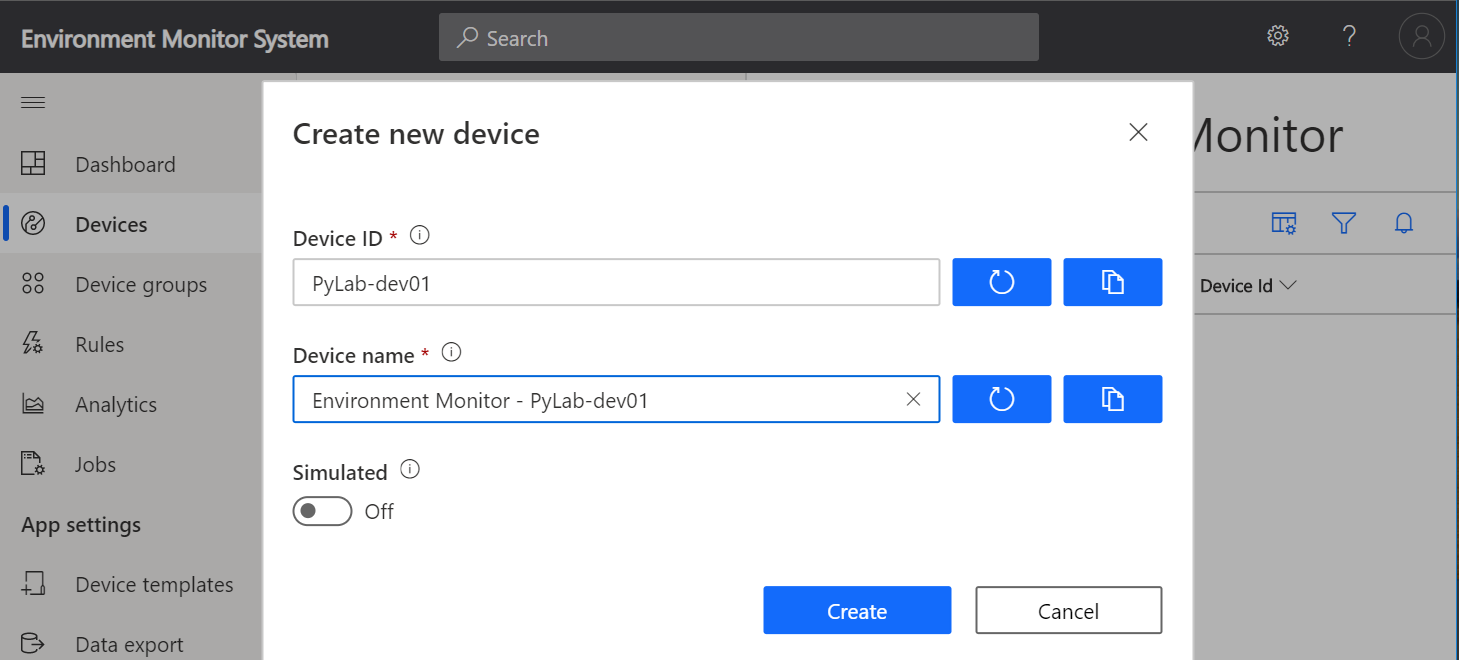 Environment Monitor System
Search
?
Dashboard
Devices
Device groups
Rules
Analytics
Jobs
App settings
Device templates
Data export
Create new device
Device ID *
PyLab-dev01
Device name *
Environment Monitor - PyLab-dev01
Simulated
Off
Create
Cancel
Monitor
Device Id